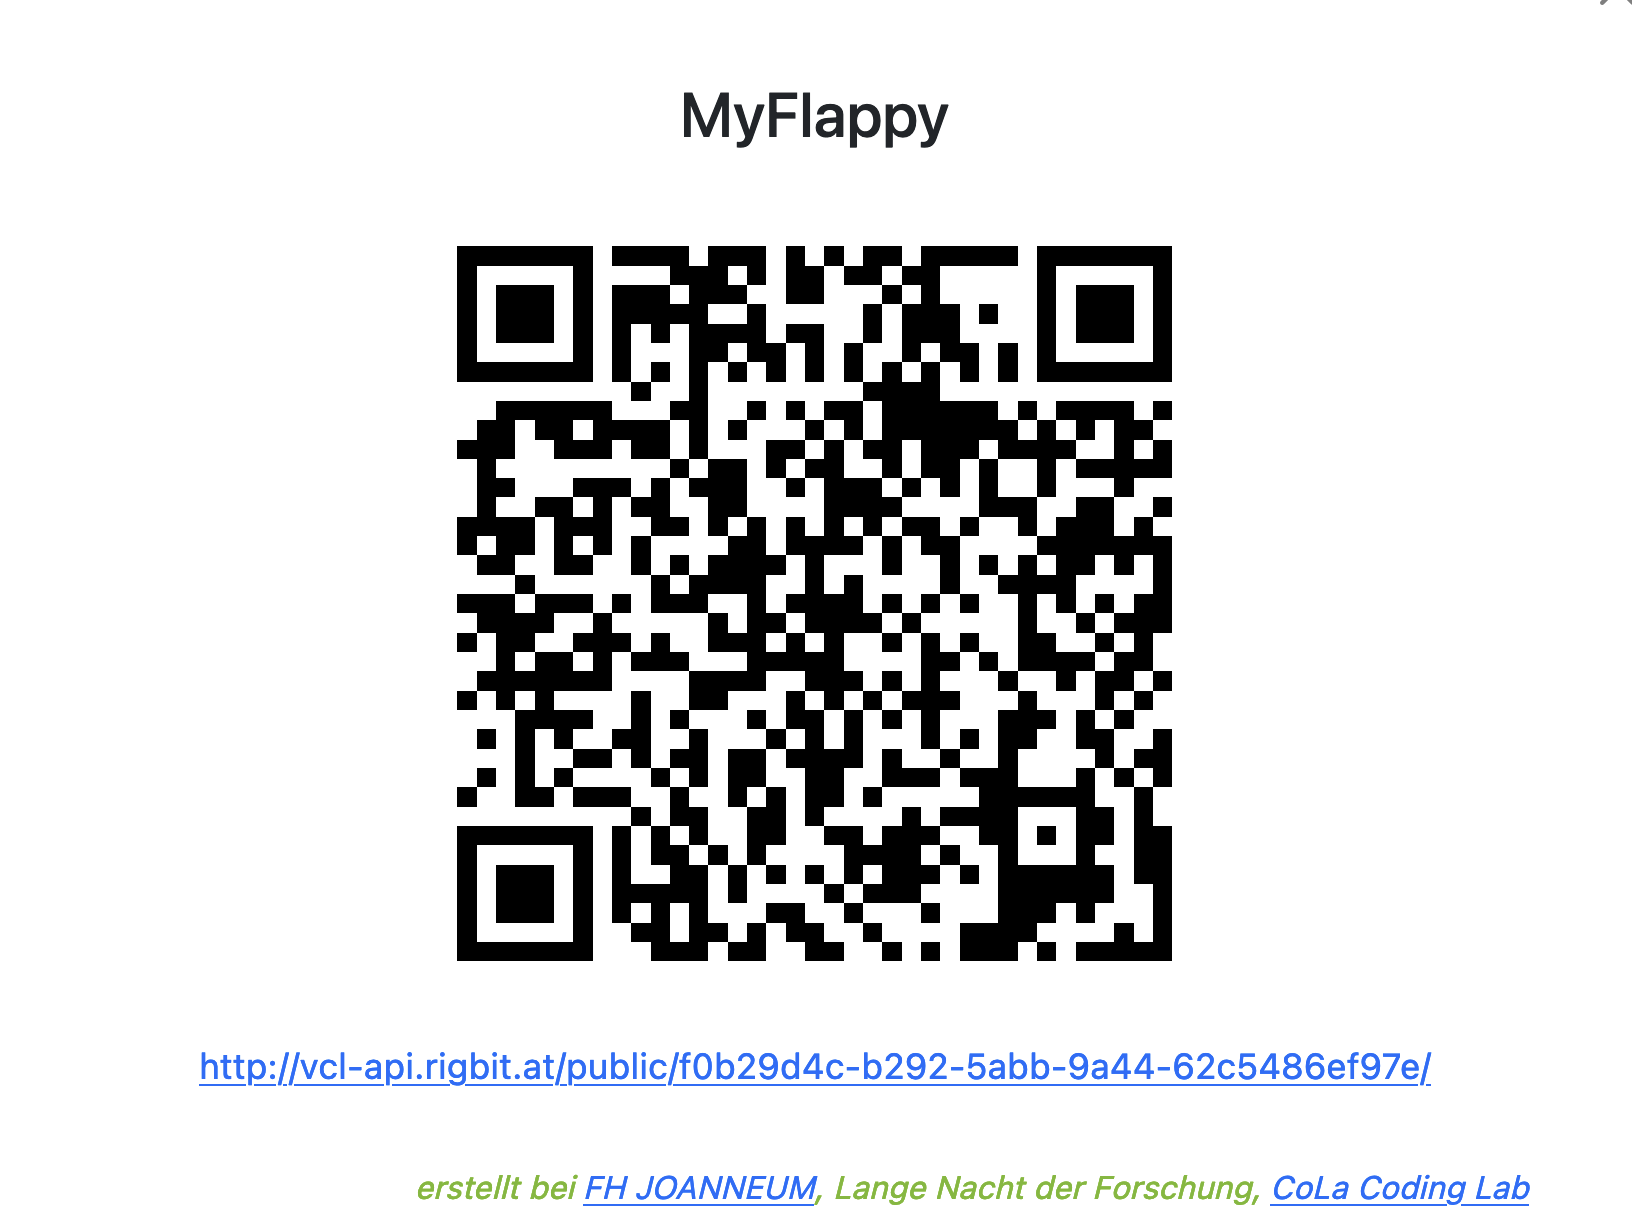 MyFlappy
http://vcl-api.rigbit.at/public/f0b29d4c-b292-5abb-9a44-62c5486ef97e/
erstellt bei FH JOANNEUM, Lange Nacht der Forschung, CoLa Coding Lab